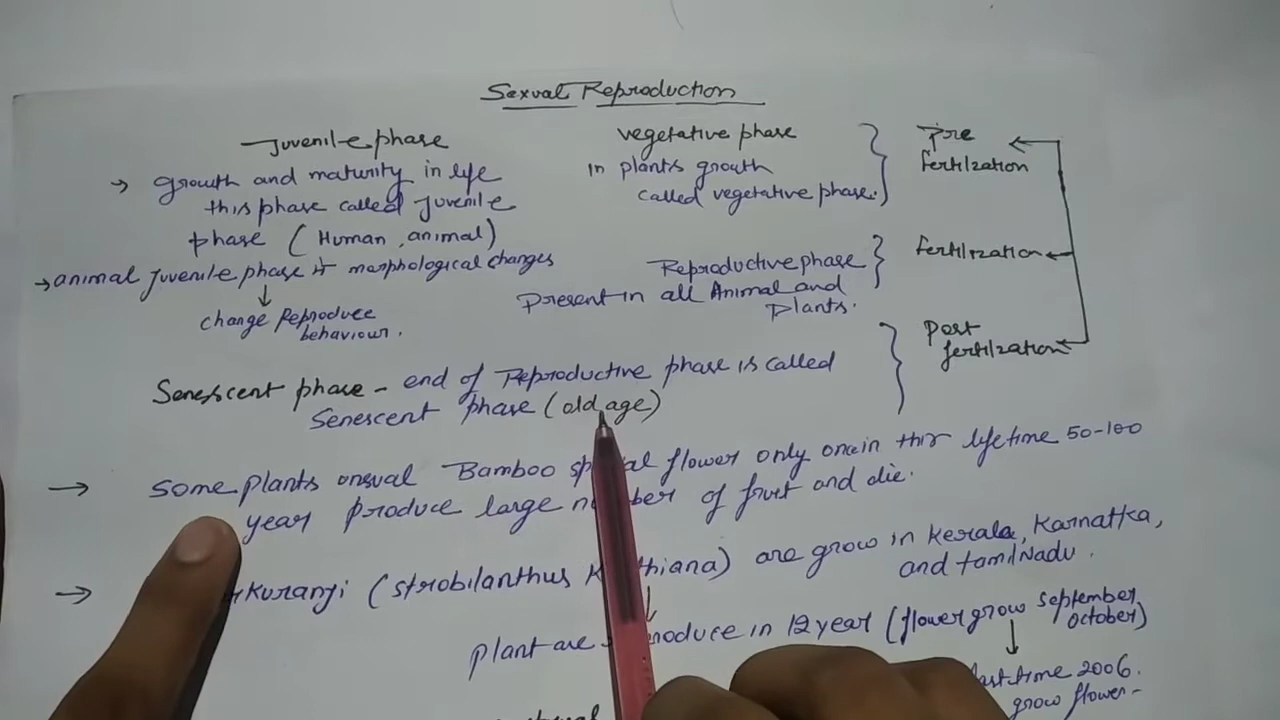 Sexual Reproduction
Juvenile phase
→ growth and maturity in life
this phase called juvenile
phase (Human, animal)
→ animal juvenile phase it morphological changes
change Reproduce
behaviour.
vegetative phase
In plants growth
called vegetative phase.
Pre
fertilzation
Reproductive phase
Present in all Animal and
plants.
fertilization
Post
fertilzation
Senescent phase - end of Reproductive phase is called
Senescent phase (old age)
→ Some plants onsual Bamboo flower only once in thir lifetime 50-100
year produce large of fruit and die.
→ kuranji (strobilanthus are grow in kerala, Karnatka,
and tamilNadu.
plant are in 12 year (flower grow september
october)
last time 2006.
grow flower-